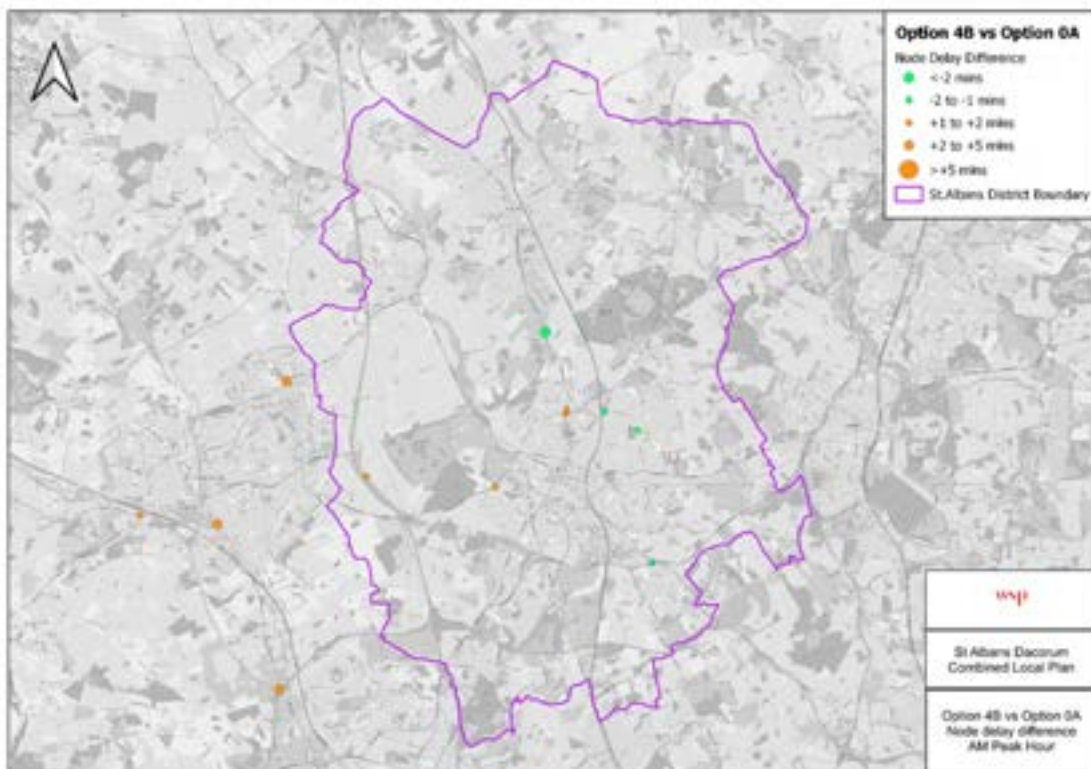 Option 4B vs Option 0A
Node Delay Difference
<-2 mins
-2 to -1 mins
+1 to +2 mins
+2 to +5 mins
>+5 mins
St.Albans District Boundary
wsp
St Albans Dacorum
Combined Local Plan
Option 4B vs Option 0A
Node delay difference
AM Peak Hour